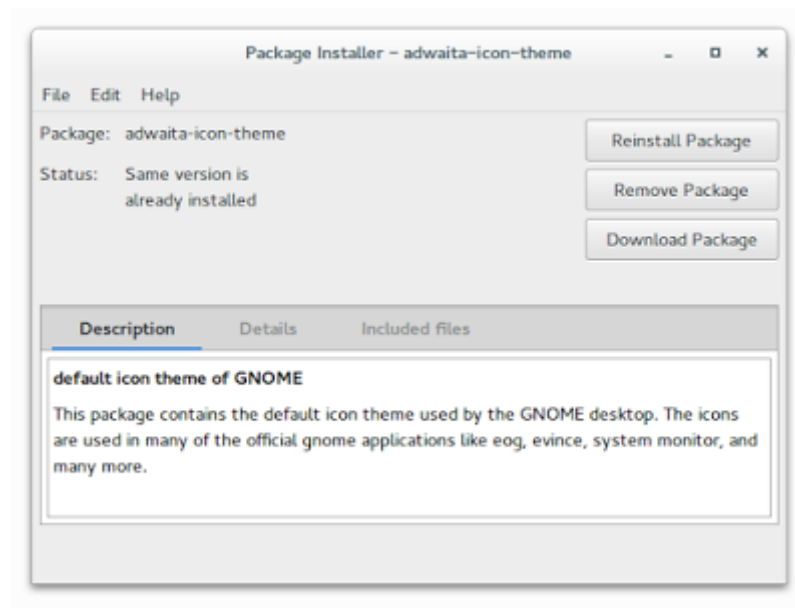 Package Installer – adwaita-icon-theme
File Edit Help
Package: adwaita-icon-theme
Reinstall Package
Status: Same version is
already installed
Remove Package
Download Package
Description Details Included files
default icon theme of GNOME
This package contains the default icon theme used by the GNOME desktop. The icons
are used in many of the official gnome applications like eog, evince, system monitor, and
many more.